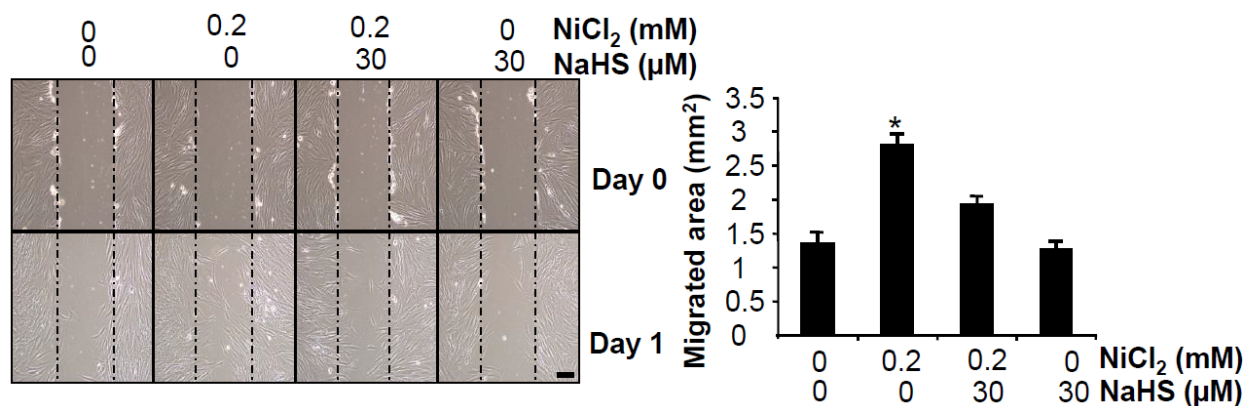 0 0.2 0.2 0 NiCl₂ (mM)
0 0 30 30 NaHS (µM)
Day 0
Day 1
Migrated area (mm²)
3.5
3
2.5
2
1.5
1
0.5
0
*
0 0.2 0.2 0 NiCl₂ (mM)
0 0 30 30 NaHS (µM)